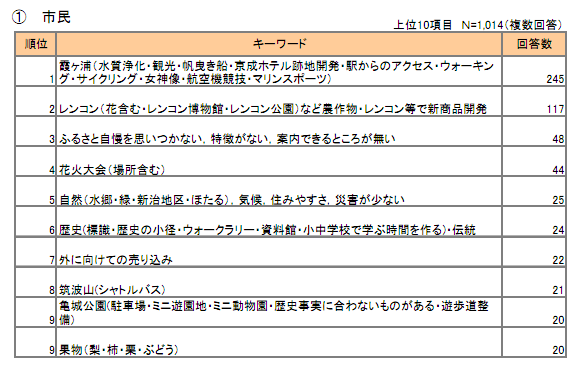 ① 市民
上位10項目 N=1,014(複数回答)
順位 キーワード 回答数
1 霞ヶ浦(水質浄化・観光・帆曳き船・京成ホテル跡地開発・駅からのアクセス・ウォーキン
グ・サイクリング・女神像・航空機競技・マリンスポーツ) 245
2 レンコン(花含む・レンコン博物館・レンコン公園)など農作物・レンコン等で新商品開発 117
3 ふるさと自慢を思いつかない，特徴がない，案内できるところが無い 48
4 花火大会(場所含む) 44
5 自然(水郷・緑・新治地区・ほたる)，気候，住みやすさ，災害が少ない 25
6 歴史(標識・歴史の小径・ウォークラリー・資料館・小中学校で学ぶ時間を作る)・伝統 24
7 外に向けての売り込み 22
8 筑波山(シャトルバス) 21
9 亀城公園(駐車場・ミニ遊園地・ミニ動物園・歴史事実に合わないものがある・遊歩道整
備) 20
9 果物(梨・柿・栗・ぶどう) 20